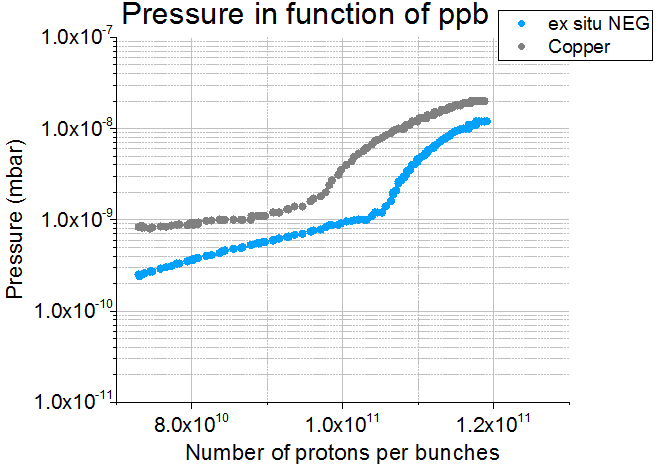 Pressure in function of ppb
ex situ NEG
Copper
Pressure (mbar)
1.0x10⁻⁷
1.0x10⁻⁸
1.0x10⁻⁹
1.0x10⁻¹⁰
1.0x10⁻¹¹
8.0x10¹⁰
1.0x10¹¹
1.2x10¹¹
Number of protons per bunches